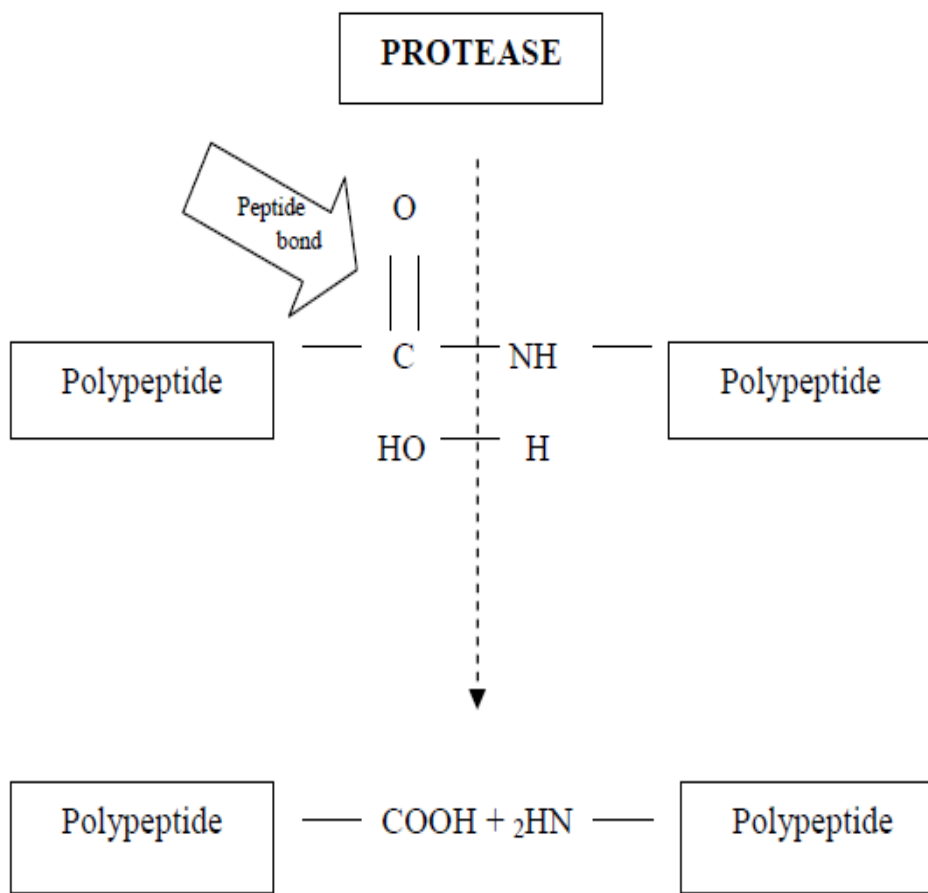 PROTEASE
Peptide
bond
O
Polypeptide C NH Polypeptide
HO H
Polypeptide COOH + ₂HN Polypeptide